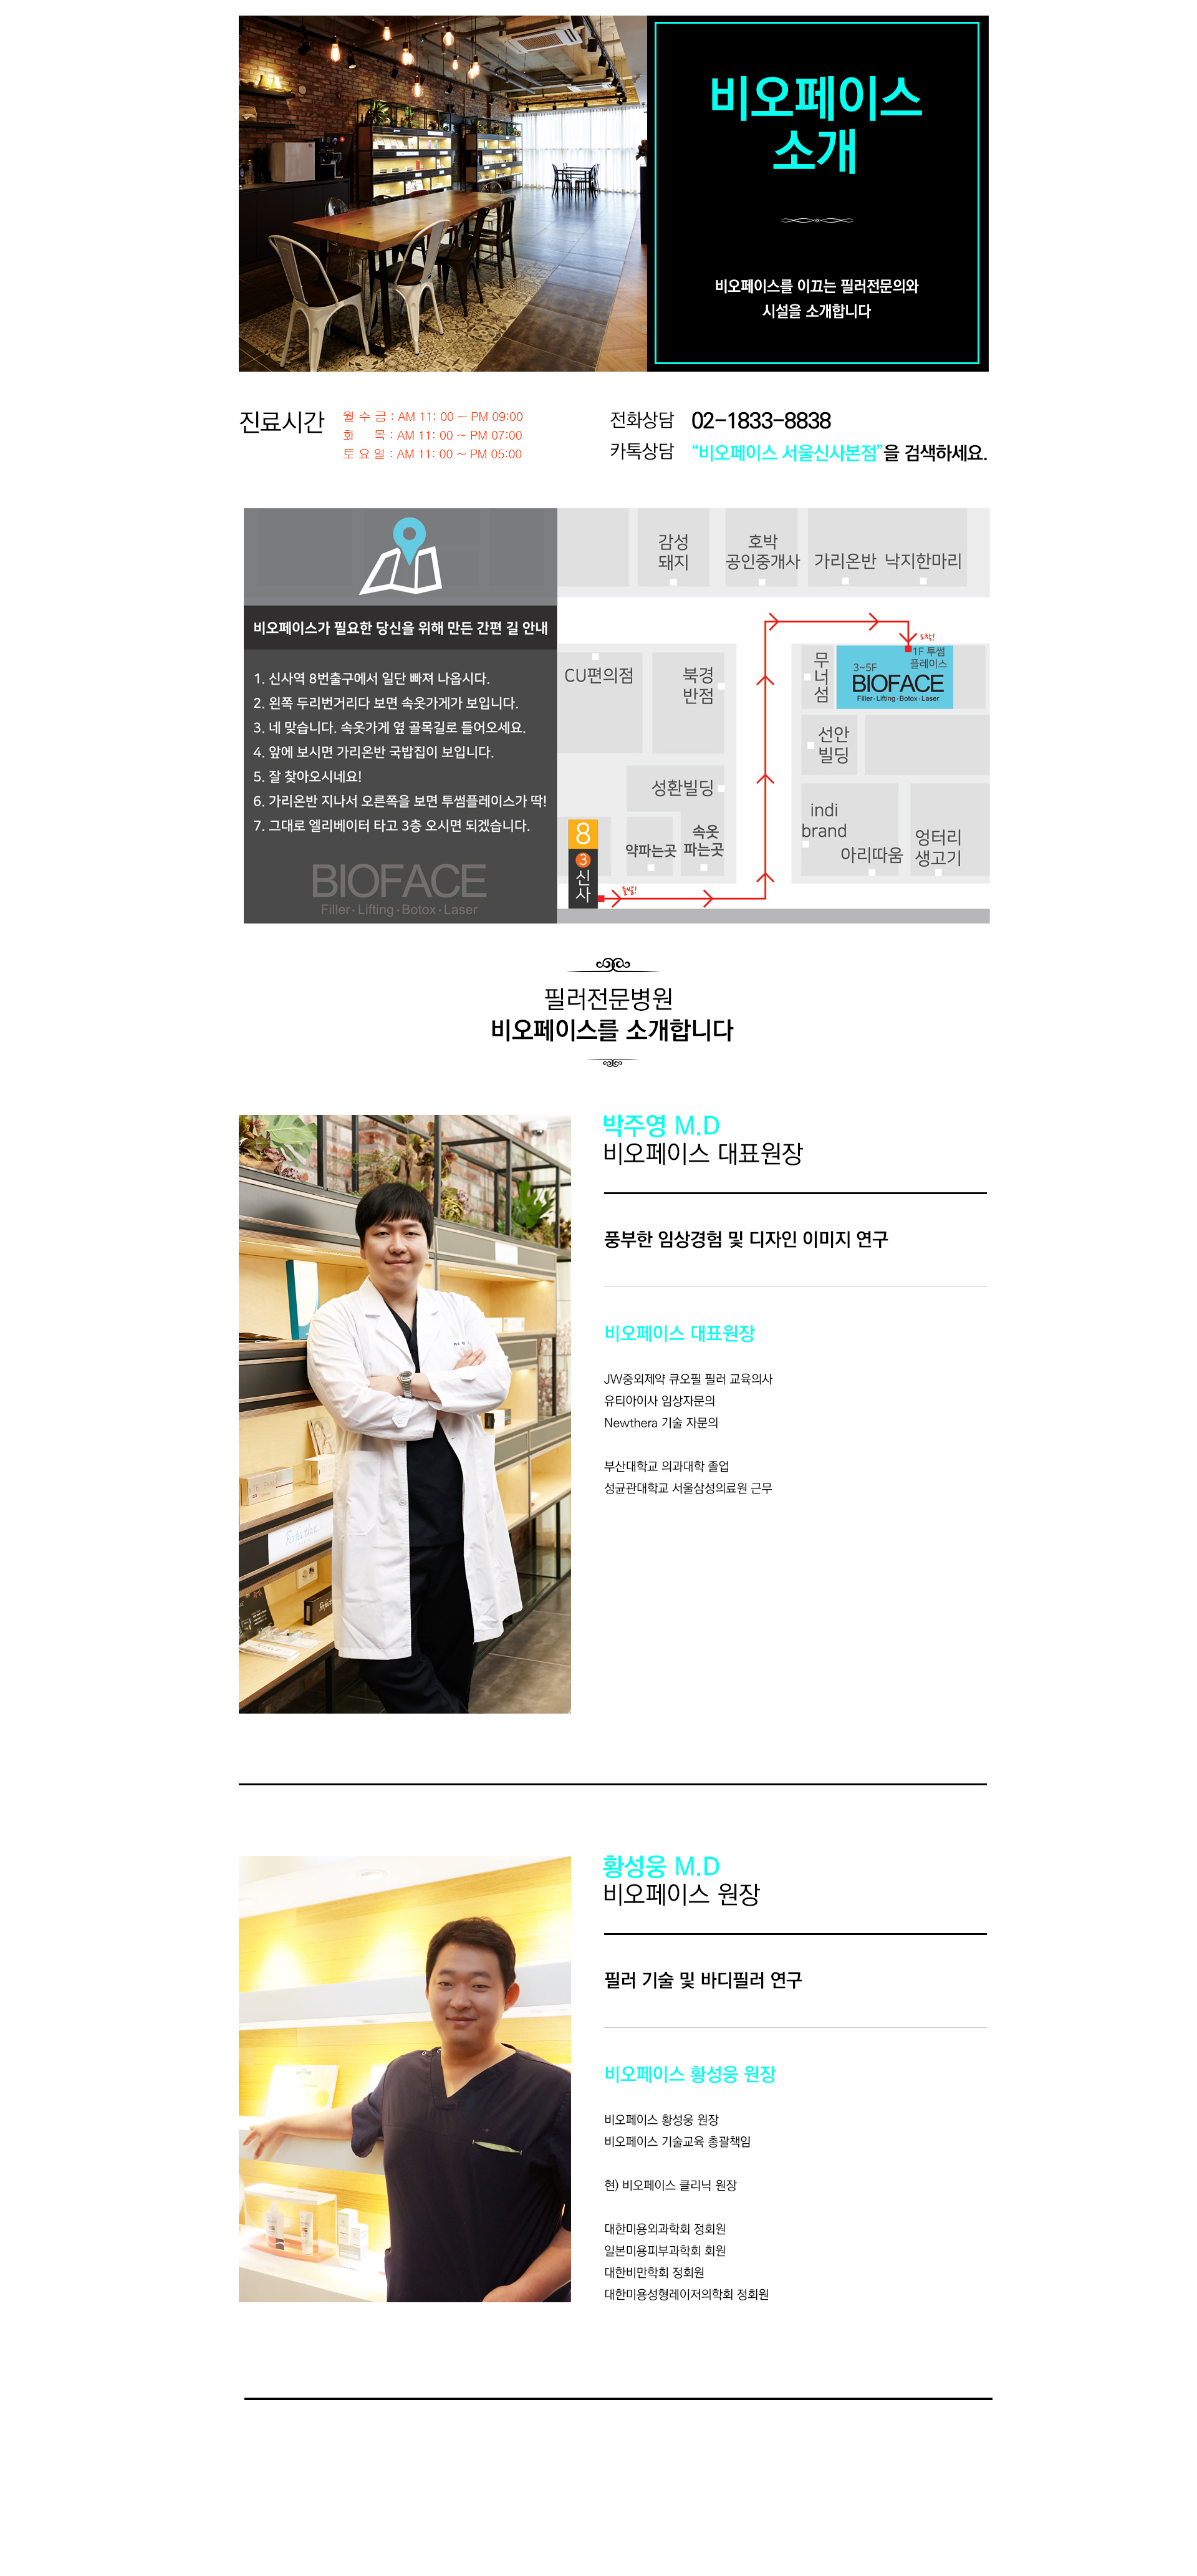 비오페이스
소개
비오페이스를 이끄는 필러전문의와
시설을 소개합니다
진료시간
월 수 금 : AM 11: 00 ~ PM 09:00
화 목 : AM 11: 00 ~ PM 07:00
토 요 일 : AM 11: 00 ~ PM 05:00
전화상담 02-1833-8838
카톡상담 “비오페이스 서울신사본점”을 검색하세요.
비오페이스가 필요한 당신을 위해 만든 간편 길 안내
1. 신사역 8번출구에서 일단 빠져 나옵시다.
2. 왼쪽 두리번거리다 보면 속옷가게가 보입니다.
3. 네 맞습니다. 속옷가게 옆 골목길로 들어오세요.
4. 앞에 보시면 가리온반 국밥집이 보입니다.
5. 잘 찾아오시네요!
6. 가리온반 지나서 오른쪽을 보면 투썸플레이스가 딱!
7. 그대로 엘리베이터 타고 3층 오시면 되겠습니다.
BIOFACE
Filler · Lifting · Botox · Laser
감성
돼지
호박
공인중개사
가리온반 낙지한마리
CU편의점
북경
반점
성환빌딩
약파는곳
속옷
파는곳
8
3
신
사
출발!
도착!
무
너
섬
1F 투썸
플레이스
3~5F
BIOFACE
Filler · Lifting · Botox · Laser
선안
빌딩
indi
brand
아리따움
엉터리
생고기
필러전문병원
비오페이스를 소개합니다
박주영 M.D
비오페이스 대표원장
풍부한 임상경험 및 디자인 이미지 연구
비오페이스 대표원장
JW중외제약 큐오필 필러 교육의사
유티아이사 임상자문의
Newthera 기술 자문의
부산대학교 의과대학 졸업
성균관대학교 서울삼성의료원 근무
황성웅 M.D
비오페이스 원장
필러 기술 및 바디필러 연구
비오페이스 황성웅 원장
비오페이스 황성웅 원장
비오페이스 기술교육 총괄책임
현) 비오페이스 클리닉 원장
대한미용외과학회 정회원
일본미용피부과학회 회원
대한비만학회 정회원
대한미용성형레이저의학회 정회원